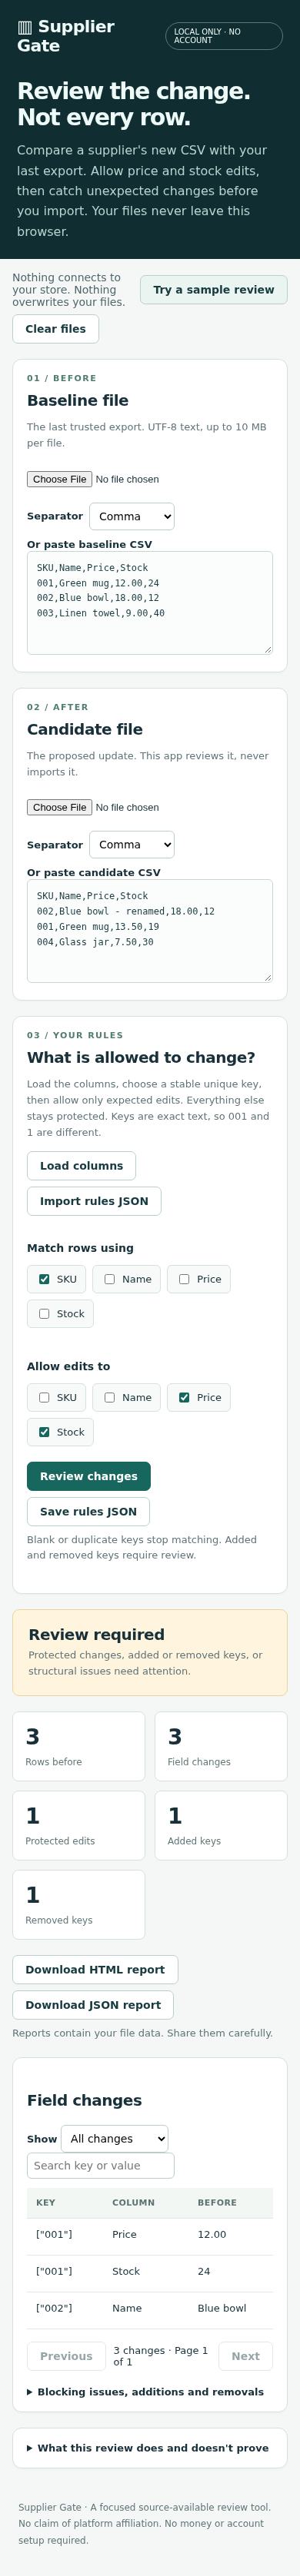 Supplier
Gate
LOCAL ONLY · NO
ACCOUNT
Review the change.
Not every row.
Compare a supplier's new CSV with your
last export. Allow price and stock edits,
then catch unexpected changes before
you import. Your files never leave this
browser.
Nothing connects to
your store. Nothing
overwrites your files.
Try a sample review
Clear files
01 / BEFORE
Baseline file
The last trusted export. UTF-8 text, up to 10 MB
per file.
Choose File No file chosen
Separator Comma
Or paste baseline CSV
SKU,Name,Price,Stock
001,Green mug,12.00,24
002,Blue bowl,18.00,12
003,Linen towel,9.00,40
02 / AFTER
Candidate file
The proposed update. This app reviews it, never
imports it.
Choose File No file chosen
Separator Comma
Or paste candidate CSV
SKU,Name,Price,Stock
002,Blue bowl - renamed,18.00,12
001,Green mug,13.50,19
004,Glass jar,7.50,30
03 / YOUR RULES
What is allowed to change?
Load the columns, choose a stable unique key,
then allow only expected edits. Everything else
stays protected. Keys are exact text, so 001 and
1 are different.
Load columns
Import rules JSON
Match rows using
SKU Name Price
Stock
Allow edits to
SKU Name Price
Stock
Review changes
Save rules JSON
Blank or duplicate keys stop matching. Added
and removed keys require review.
Review required
Protected changes, added or removed keys, or
structural issues need attention.
3
Rows before
3
Field changes
1
Protected edits
1
Added keys
1
Removed keys
Download HTML report
Download JSON report
Reports contain your file data. Share them carefully.
Field changes
Show All changes
Search key or value
KEY COLUMN BEFORE
["001"] Price 12.00
["001"] Stock 24
["002"] Name Blue bowl
Previous
3 changes · Page 1
of 1
Next
Blocking issues, additions and removals
What this review does and doesn't prove
Supplier Gate · A focused source-available review tool.
No claim of platform affiliation. No money or account
setup required.